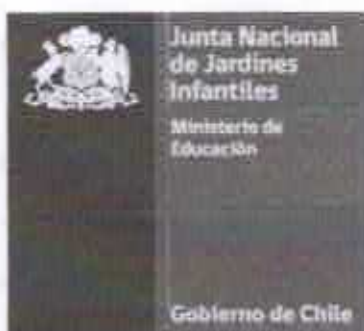 Junta Nacional
de Jardines
Infantiles
Ministerio de
Educación
Gobierno de Chile